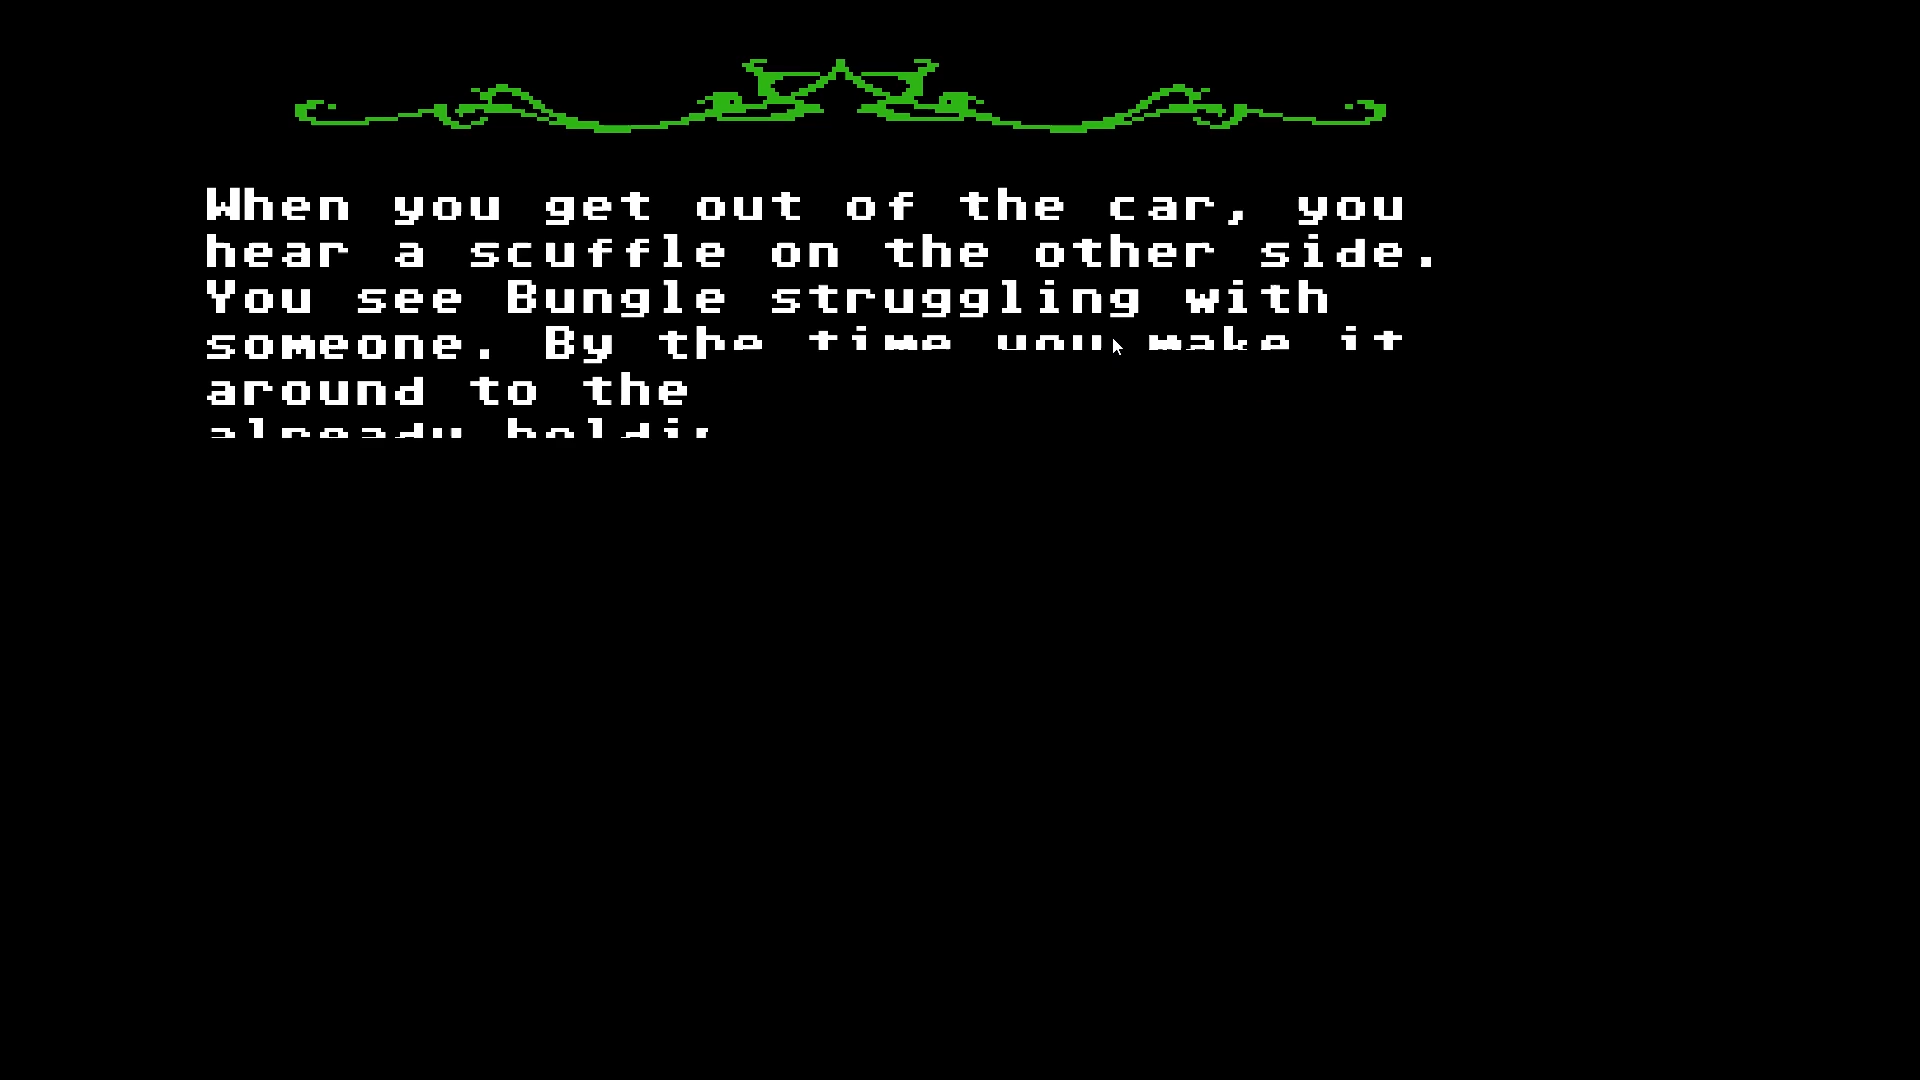 When you get out of the car, you
hear a scuffle on the other side.
You see Bungle struggling with
someone. By the time you make it
around to the
already